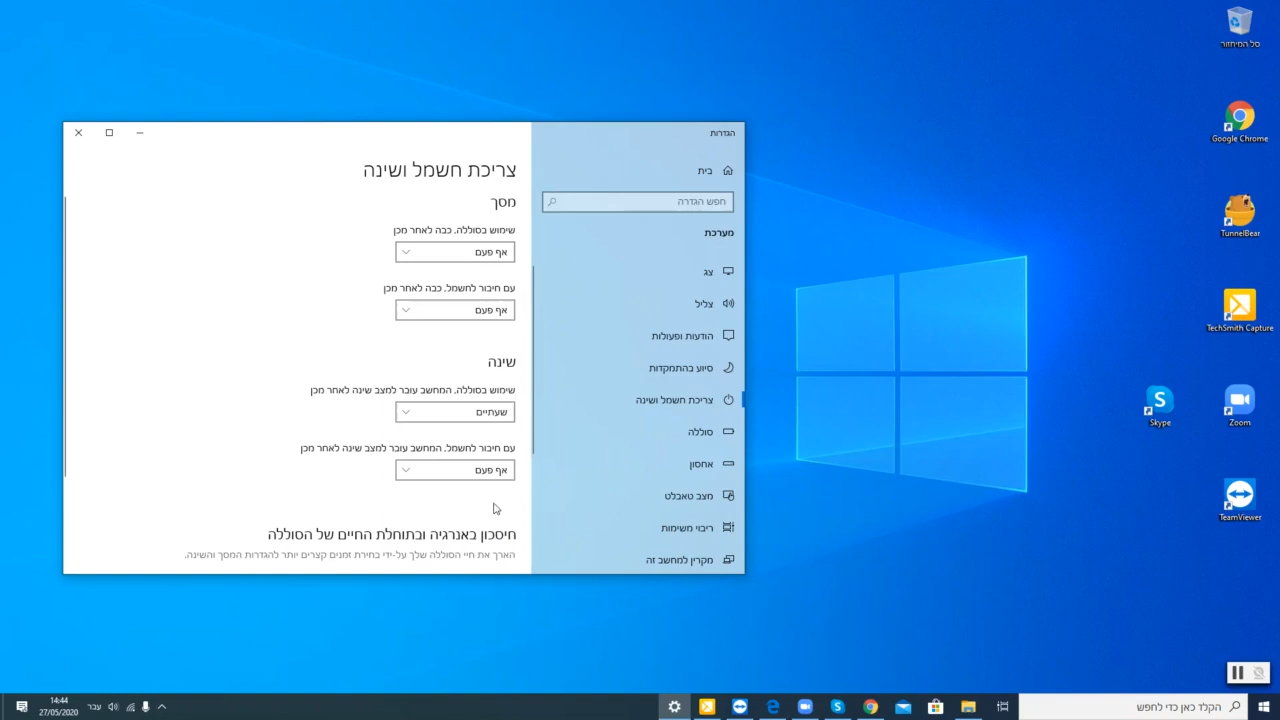 סל המיחזור
Google Chrome
TunnelBear
TechSmith Capture
Skype
Zoom
TeamViewer
הגדרות
בית
חפש הגדרה
מערכת
צג
צליל
הודעות ופעולות
סיוע בהתמקדות
צריכת חשמל ושינה
סוללה
אחסון
מצב טאבלט
ריבוי משימות
מקרין למחשב זה
צריכת חשמל ושינה
מסך
שימוש בסוללה, כבה לאחר מכן
אף פעם
עם חיבור לחשמל, כבה לאחר מכן
אף פעם
שינה
שימוש בסוללה, המחשב עובר למצב שינה לאחר מכן
שעתיים
עם חיבור לחשמל, המחשב עובר למצב שינה לאחר מכן
אף פעם
חיסכון באנרגיה ובתוחלת החיים של הסוללה
הארך את חיי הסוללה שלך על-ידי בחירת זמנים קצרים יותר להגדרות המסך והשינה.
הקלד כאן כדי לחפש
עבר
14:44
27/05/2020